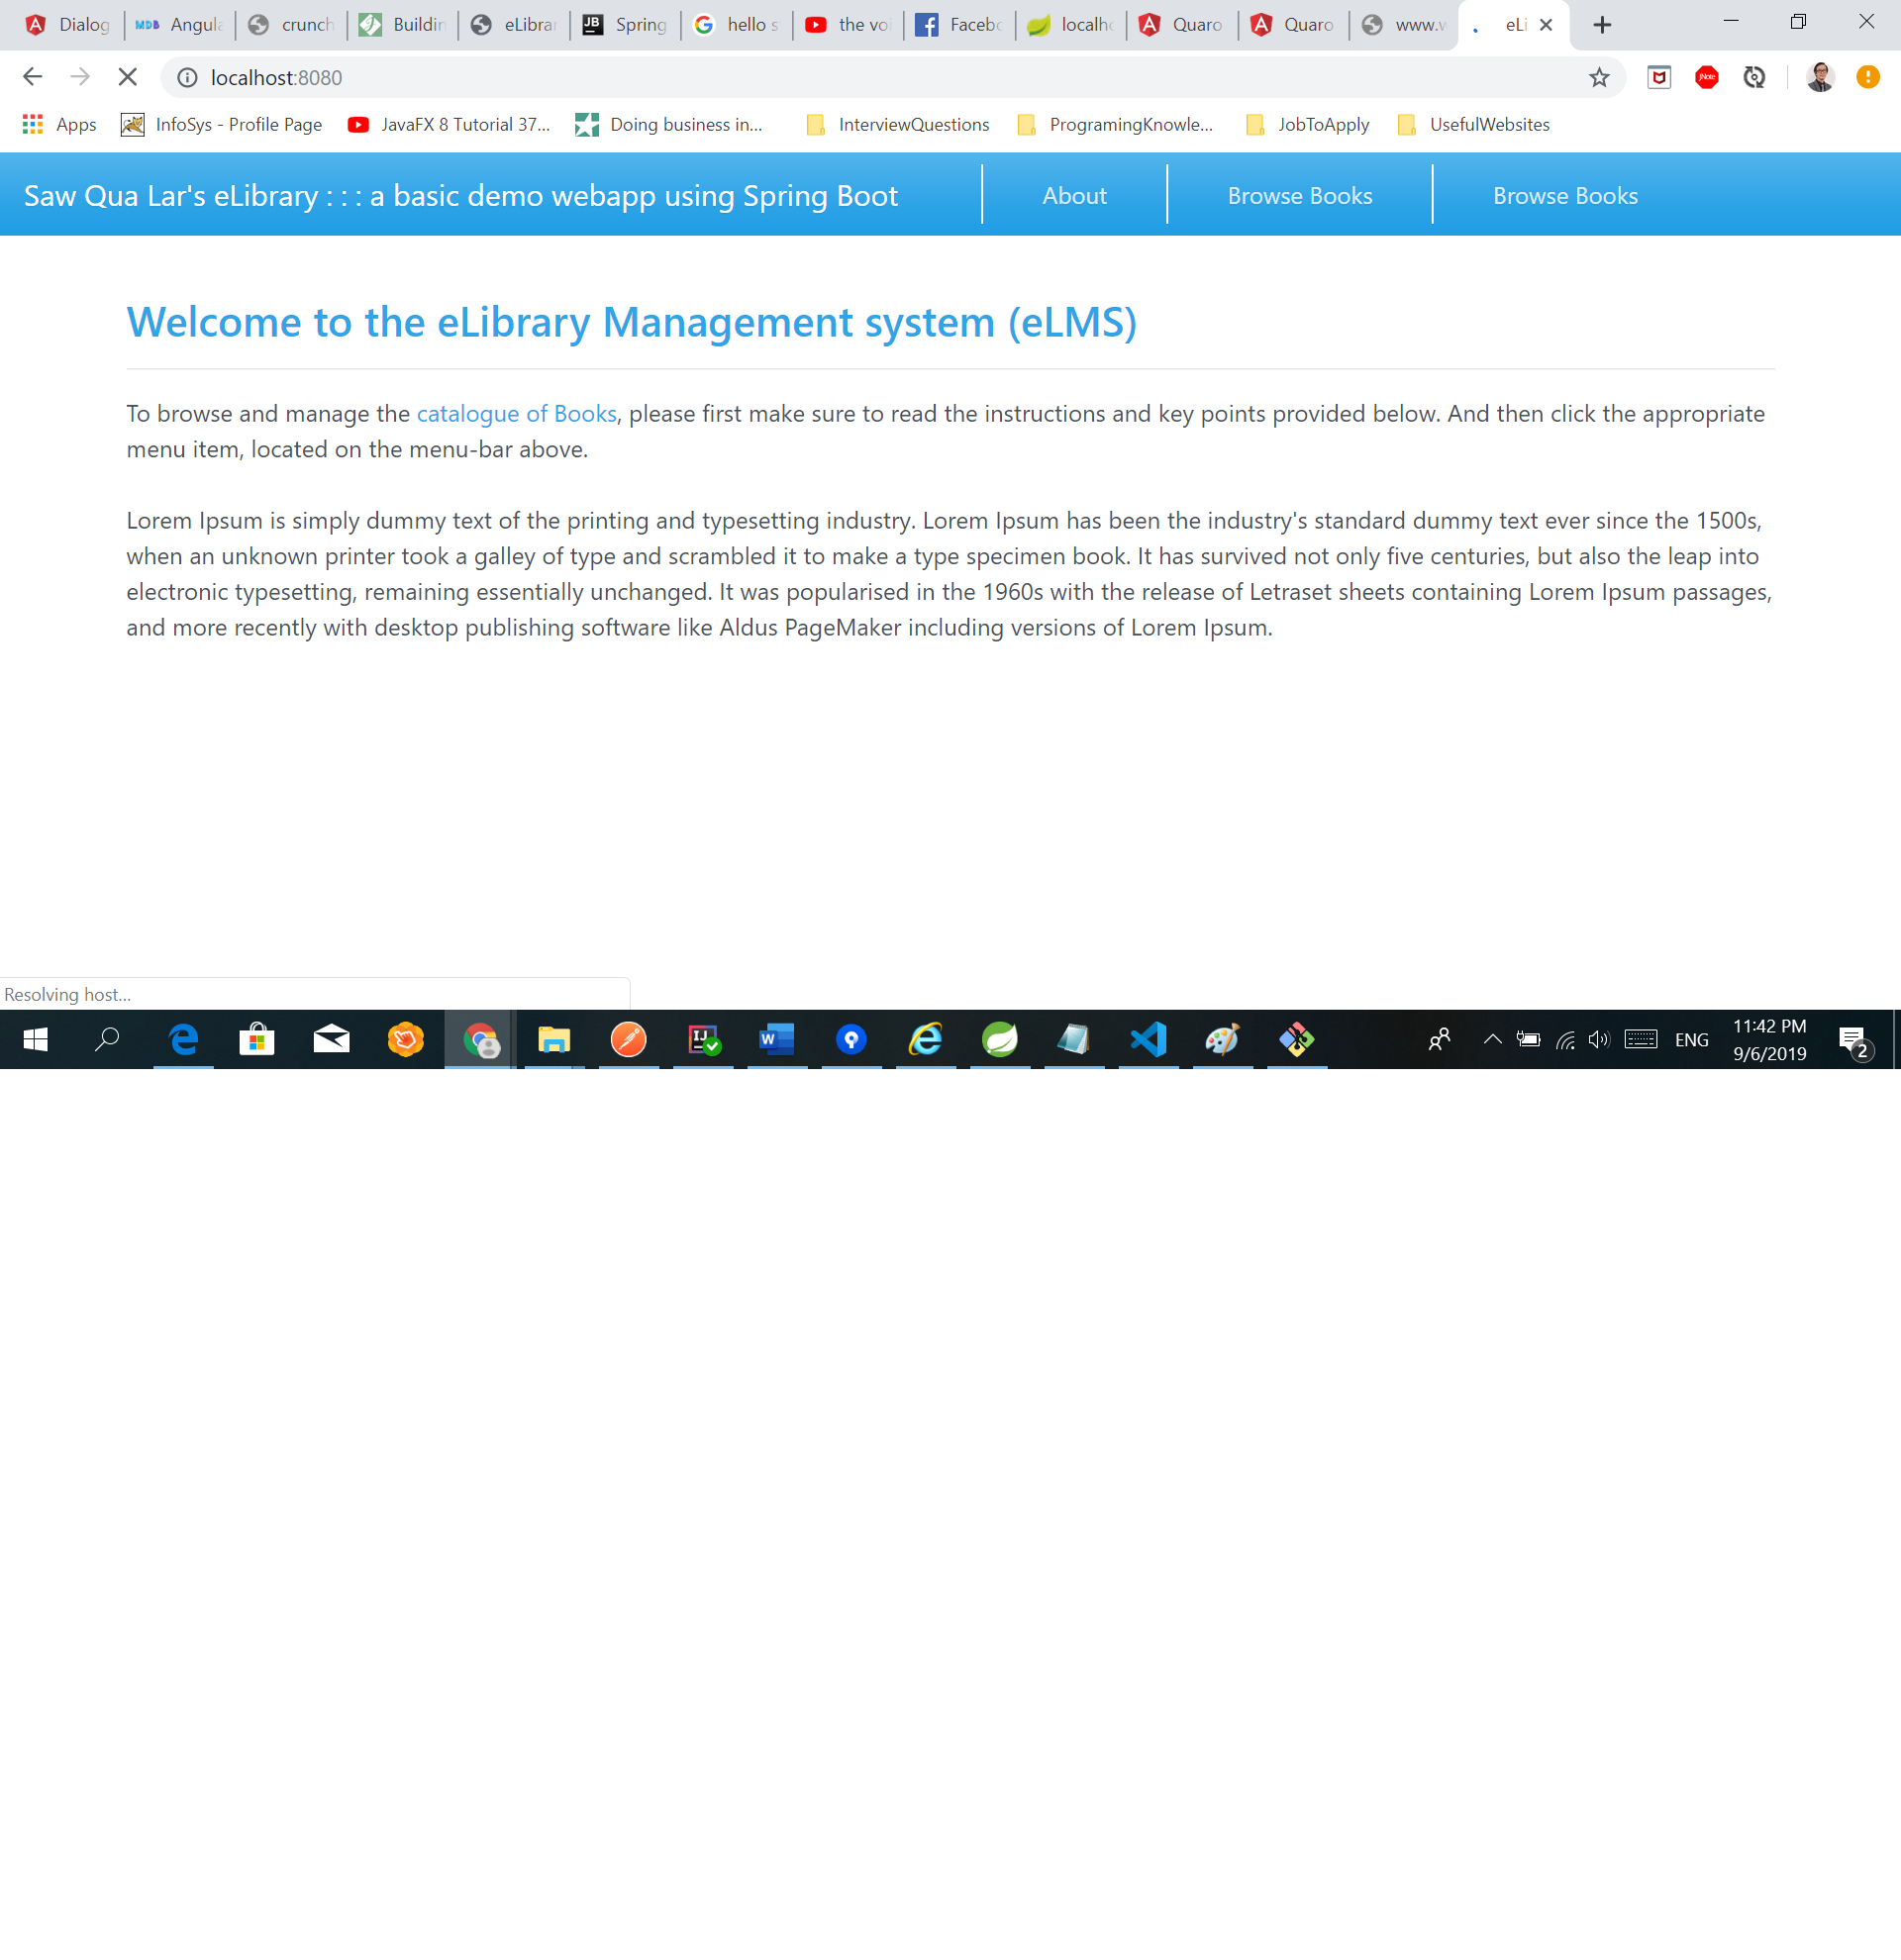 Dialog Angula crunch Buildin eLibrar Spring hello s the voi Facebo localho Quaro Quaro www.w eLi
localhost:8080
Apps InfoSys - Profile Page JavaFX 8 Tutorial 37... Doing business in... InterviewQuestions ProgramingKnowle... JobToApply UsefulWebsites
Saw Qua Lar's eLibrary : : : a basic demo webapp using Spring Boot About Browse Books Browse Books
Welcome to the eLibrary Management system (eLMS)
To browse and manage the catalogue of Books, please first make sure to read the instructions and key points provided below. And then click the appropriate
menu item, located on the menu-bar above.
Lorem Ipsum is simply dummy text of the printing and typesetting industry. Lorem Ipsum has been the industry's standard dummy text ever since the 1500s,
when an unknown printer took a galley of type and scrambled it to make a type specimen book. It has survived not only five centuries, but also the leap into
electronic typesetting, remaining essentially unchanged. It was popularised in the 1960s with the release of Letraset sheets containing Lorem Ipsum passages,
and more recently with desktop publishing software like Aldus PageMaker including versions of Lorem Ipsum.
Resolving host...
ENG
11:42 PM
9/6/2019
2